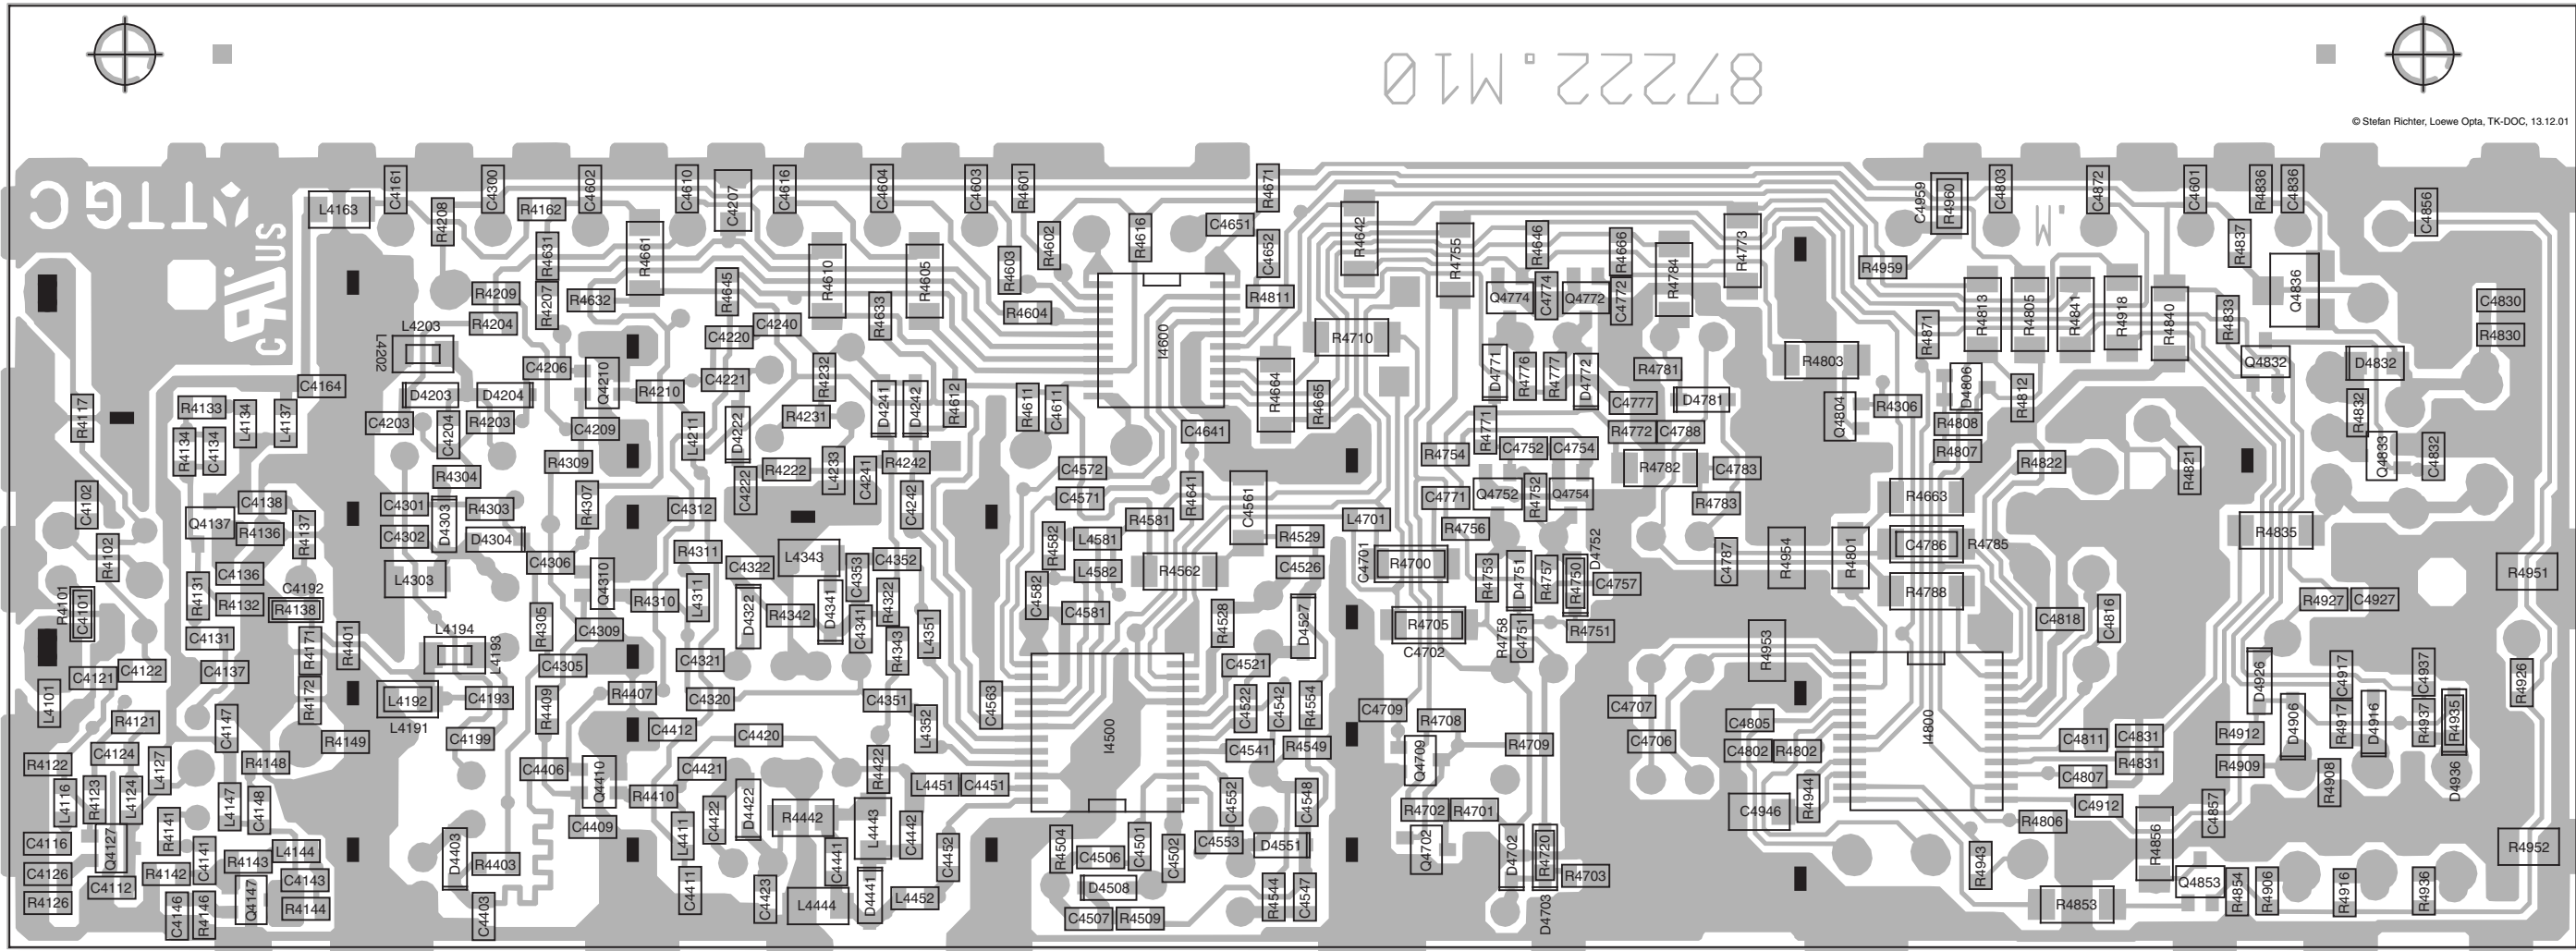 87222.M10
© Stefan Richter, Loewe Opta, TK-DOC, 13.12.01
TTGC
C US
.M
L4163 C4161 R4208 C4300 R4162 C4602 C4610 C4207 C4616 C4604 C4603 R4601 R4602 R4616 C4651 R4671 C4652
R4642 R4755 R4646 R4666 R4784 R4773 C4959 R4960 C4803 C4872 C4601 R4836 C4836 R4837 C4856
R4631 R4661 R4603 R4959
R4209 R4207 R4632 R4645 R4610 R4633 R4605 R4604 R4811 Q4774 C4774 Q4772 C4772 R4813 R4805 R4841 R4918 R4840 R4833 Q4836 C4830
L4203 R4204 C4220 C4240 I4600 R4710 R4871 R4830
L4202 C4206 Q4210 C4221 R4232 R4664 D4771 R4776 R4777 D4772 R4781 R4803 Q4832 D4832
C4164 D4203 D4204 R4210 D4241 D4242 R4612 R4611 C4611 R4665 C4777 D4781 Q4804 R4306 D4806 R4812 R4832
R4117 R4133 L4134 L4137 C4203 C4204 R4203 C4209 L4211 D4222 R4231 C4641 R4771 R4772 C4788 R4808
R4134 C4134 R4304 R4309 C4222 R4222 L4233 C4241 R4242 C4572 R4754 C4752 C4754 R4782 C4783 R4807 R4822 R4821 Q4833 C4832
C4102 C4138 C4301 D4303 R4303 R4307 C4312 C4242 C4571 R4641 C4561 C4771 Q4752 R4752 Q4754 R4783 R4663
Q4137 R4136 R4137 C4302 D4304 R4581 L4701 R4756 R4835
R4102 C4306 R4311 L4343 C4353 C4352 R4582 L4581 R4529 C4701 R4700 D4752 C4787 R4954 R4801 C4786 R4785
R4131 C4136 C4192 L4303 Q4310 C4322 L4582 R4562 C4526 R4753 D4751 R4757 R4750 C4757 R4788 R4951
R4101 C4101 R4132 R4138 R4305 R4310 L4311 D4322 R4342 D4341 C4341 R4322 C4582 C4581 R4528 D4527 R4705 C4818 C4816 R4927 C4927
C4131 R4171 R4401 L4194 L4193 C4309 R4343 L4351 C4702 R4758 C4751 R4751 R4953
C4121 C4122 C4137 C4305 C4321 C4521
L4101 R4172 L4192 C4193 R4409 R4407 C4320 C4351 C4563 C4522 C4542 R4554 C4709 C4707 D4926 C4917 C4937 R4926
R4121 C4147 L4191 C4412 L4352 R4708 C4805 I4800 R4912 D4906 R4917 D4916 R4937 R4935
R4149 C4199 C4420 I4500 C4541 R4549 Q4709 R4709 C4706 C4802 R4802 C4811 C4831
R4122 C4124 L4127 R4148 C4406 Q4410 C4421 R4422 R4831 R4909 R4908 D4936
L4116 R4123 L4124 L4147 C4148 R4410 C4422 D4422 R4442 L4443 C4442 L4451 C4451 C4552 C4548 R4702 R4701 C4946 R4944 C4807 C4912 C4857
C4116 Q4127 R4141 C4141 L4144 C4409 L4411 C4441 C4452 R4504 C4506 C4501 C4502 C4553 D4551 Q4702 D4702 R4720 R4806 R4856 R4952
C4126 C4112 R4142 R4143 C4143 D4403 R4403 C4411 D4508 R4703 R4943 Q4853
R4126 C4146 R4146 Q4147 R4144 C4403 C4423 L4444 D4441 L4452 C4507 R4509 R4544 C4547 D4703 R4853 R4854 R4906 R4916 R4936